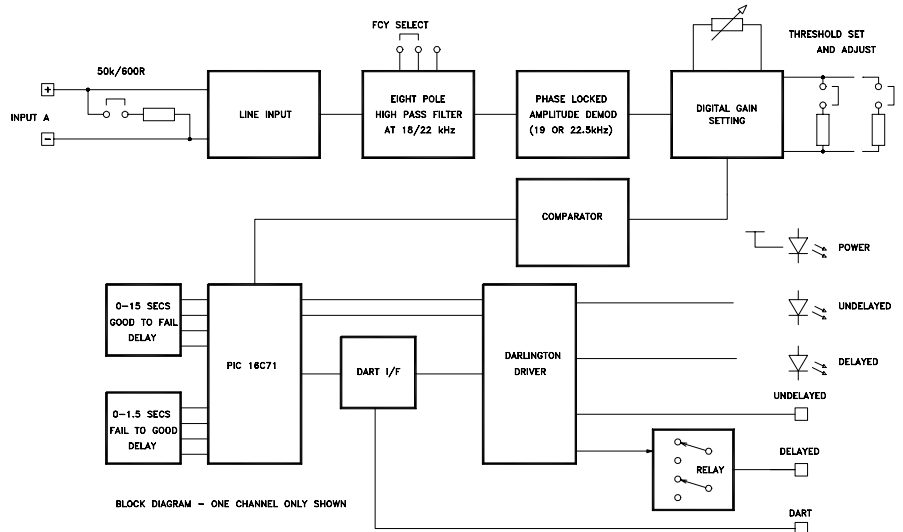 FCY SELECT
THRESHOLD SET
AND ADJUST
50k/600R
+
INPUT A
−
LINE INPUT
EIGHT POLE
HIGH PASS FILTER
AT 18/22 kHz
PHASE LOCKED
AMPLITUDE DEMOD
(19 OR 22.5kHz)
DIGITAL GAIN
SETTING
COMPARATOR
POWER
0–15 SECS
GOOD TO FAIL
DELAY
PIC 16C71
DART I/F
DARLINGTON
DRIVER
UNDELAYED
DELAYED
UNDELAYED
0–1.5 SECS
FAIL TO GOOD
DELAY
RELAY
DELAYED
BLOCK DIAGRAM – ONE CHANNEL ONLY SHOWN
DART